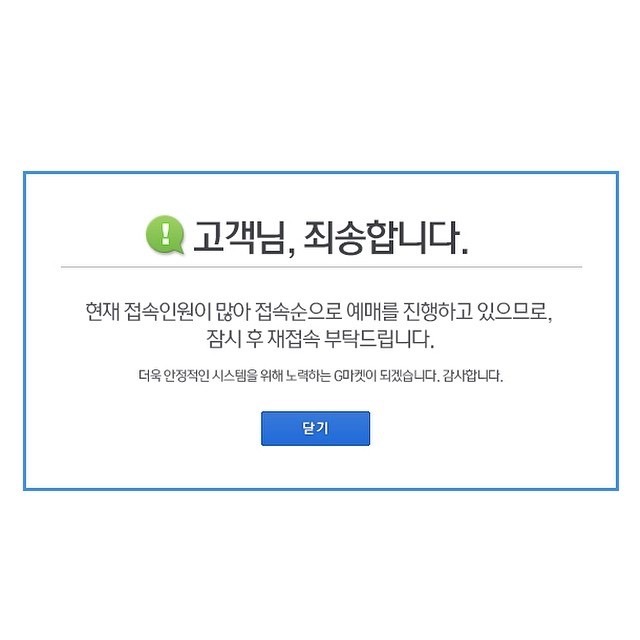 고객님, 죄송합니다.
현재 접속인원이 많아 접속순으로 예매를 진행하고 있으므로,
잠시 후 재접속 부탁드립니다.
더욱 안정적인 시스템을 위해 노력하는 G마켓이 되겠습니다. 감사합니다.
닫기